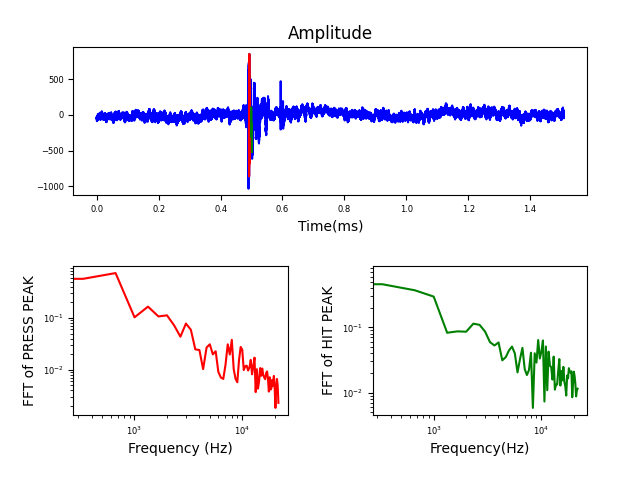 Amplitude
500
0
−500
−1000
0.0 0.2 0.4 0.6 0.8 1.0 1.2 1.4
Time(ms)
FFT of PRESS PEAK
10⁻¹
10⁻²
10³ 10⁴
Frequency (Hz)
FFT of HIT PEAK
10⁻¹
10⁻²
10³ 10⁴
Frequency(Hz)